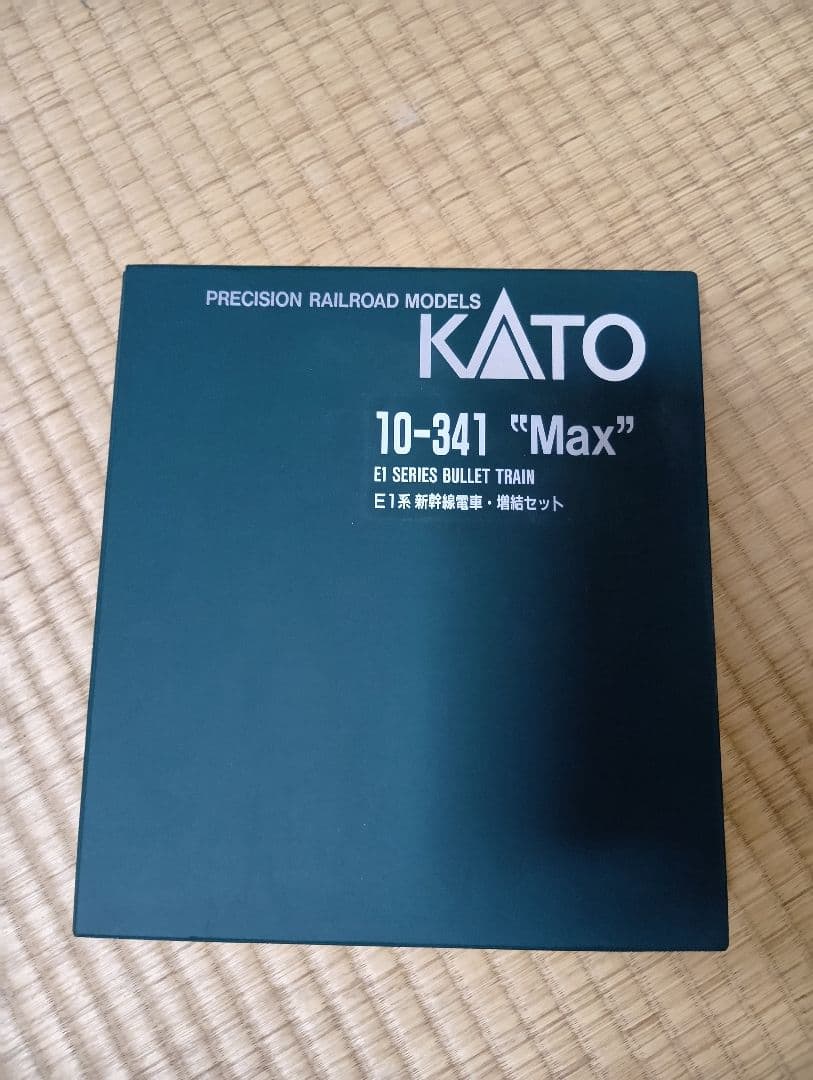 PRECISION RAILROAD MODELS
KATO
10-341 “Max”
E1 SERIES BULLET TRAIN
E1系 新幹線電車・増結セット